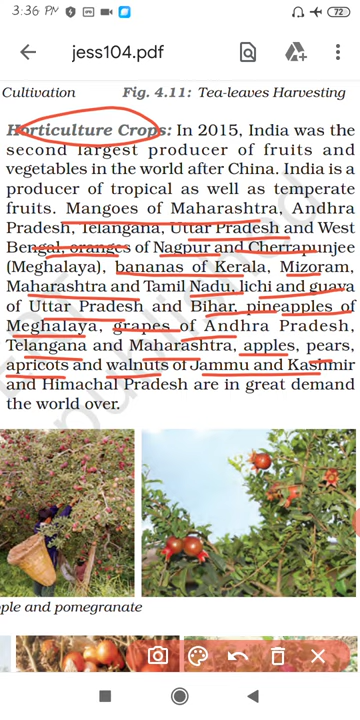 3:36 PM
72
jess104.pdf
Cultivation Fig. 4.11: Tea-leaves Harvesting
Horticulture Crops: In 2015, India was the
second largest producer of fruits and
vegetables in the world after China. India is a
producer of tropical as well as temperate
fruits. Mangoes of Maharashtra, Andhra
Pradesh, Telangana, Uttar Pradesh and West
Bengal, oranges of Nagpur and Cherrapunjee
(Meghalaya), bananas of Kerala, Mizoram,
Maharashtra and Tamil Nadu, lichi and guava
of Uttar Pradesh and Bihar, pineapples of
Meghalaya, grapes of Andhra Pradesh,
Telangana and Maharashtra, apples, pears,
apricots and walnuts of Jammu and Kashmir
and Himachal Pradesh are in great demand
the world over.
ple and pomegranate